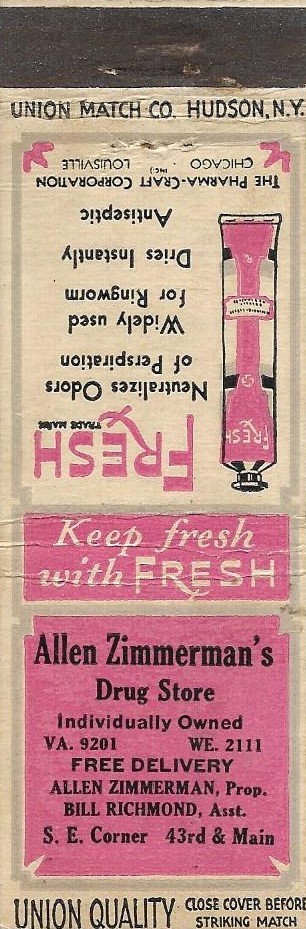 UNION MATCH CO. HUDSON, N.Y.
FRESH
TRADE MARK
Neutralizes Odors
of Perspiration
Widely used
for Ringworm
Dries Instantly
Antiseptic
THE PHARMA-CRAFT CORPORATION
INC.
CHICAGO · LOUISVILLE
FRESH
Keep fresh
with FRESH
Allen Zimmerman's
Drug Store
Individually Owned
VA. 9201 WE. 2111
FREE DELIVERY
ALLEN ZIMMERMAN, Prop.
BILL RICHMOND, Asst.
S. E. Corner 43rd & Main
UNION QUALITY · CLOSE COVER BEFORE
STRIKING MATCH